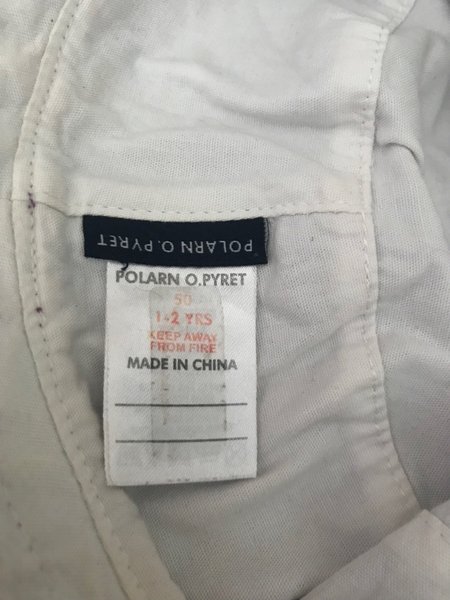 POLARN O.PYRET
POLARN O.PYRET
50
1-2 YRS
KEEP AWAY
FROM FIRE
MADE IN CHINA